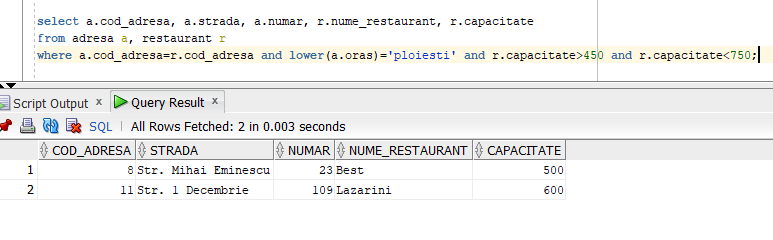 select a.cod_adresa, a.strada, a.numar, r.nume_restaurant, r.capacitate
from adresa a, restaurant r
where a.cod_adresa=r.cod_adresa and lower(a.oras)='ploiesti' and r.capacitate>450 and r.capacitate<750;
Script Output x Query Result x
SQL | All Rows Fetched: 2 in 0.003 seconds
COD_ADRESA STRADA NUMAR NUME_RESTAURANT CAPACITATE
1 8 Str. Mihai Eminescu 23 Best 500
2 11 Str. 1 Decembrie 109 Lazarini 600